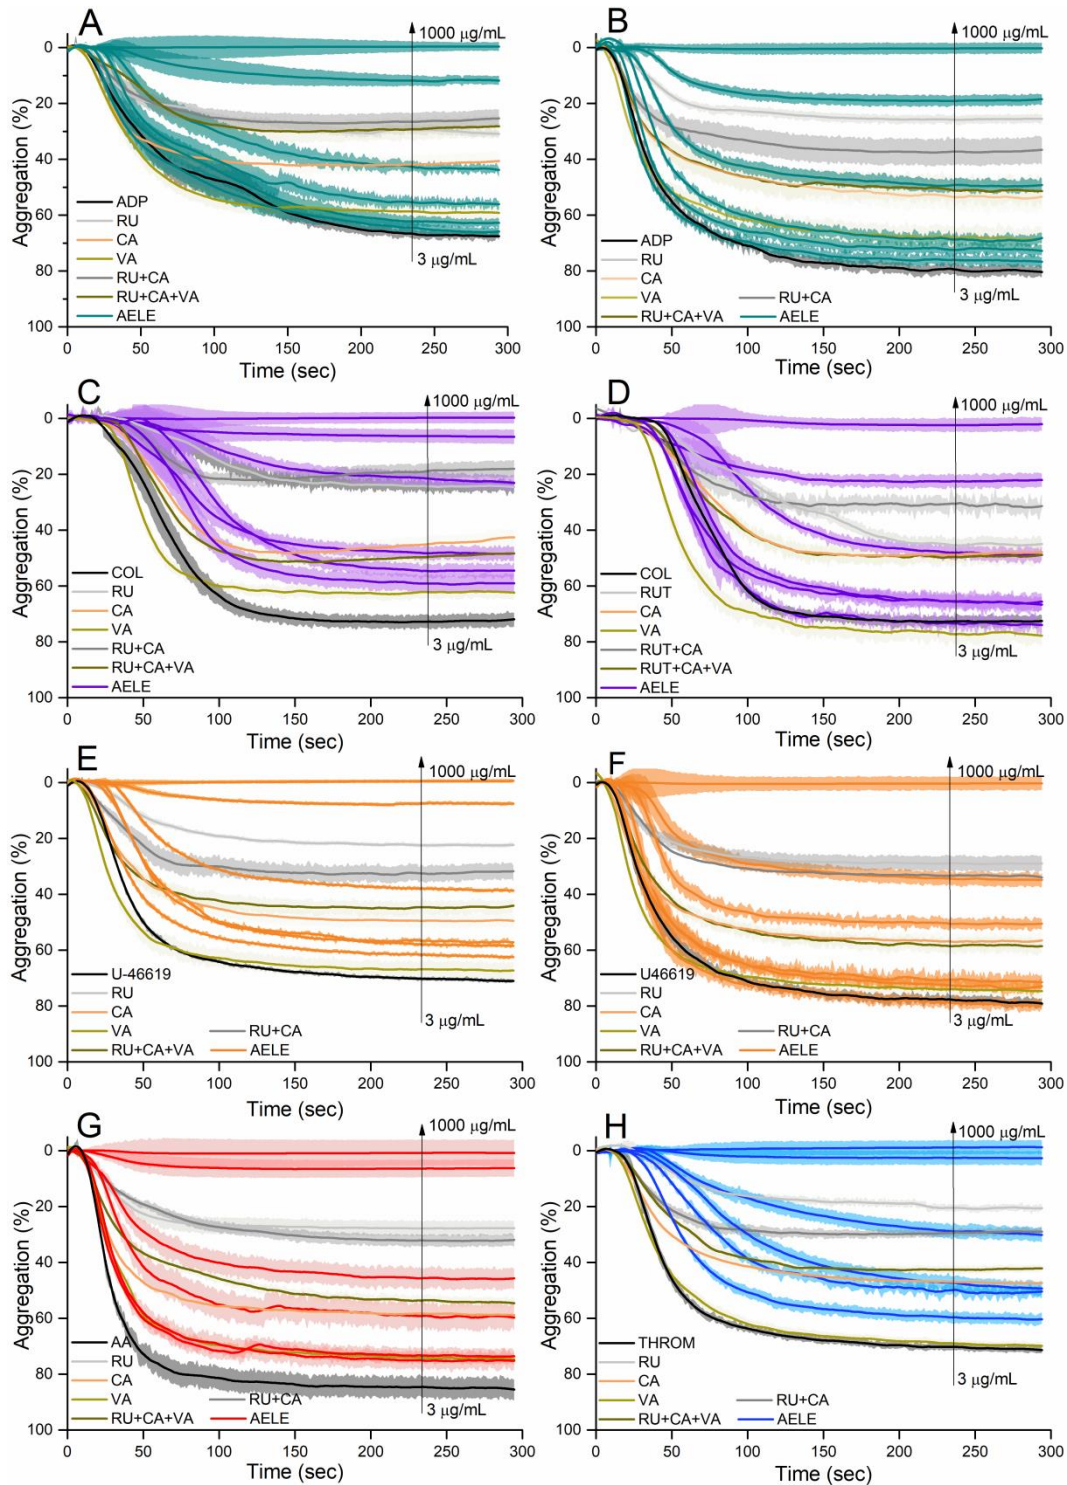 A
1000 µg/mL
0
20
40
60
80
100
Aggregation (%)
ADP
RU
CA
VA
RU+CA
RU+CA+VA
AELE
3 µg/mL
0 50 100 150 200 250 300
Time (sec)
B
1000 µg/mL
0
20
40
60
80
100
Aggregation (%)
ADP
RU
CA
VA RU+CA
RU+CA+VA AELE
3 µg/mL
0 50 100 150 200 250 300
Time (sec)
C
1000 µg/mL
0
20
40
60
80
100
Aggregation (%)
COL
RU
CA
VA
RU+CA
RU+CA+VA
AELE
3 µg/mL
0 50 100 150 200 250 300
Time (sec)
D
1000 µg/mL
0
20
40
60
80
100
Aggregation (%)
COL
RUT
CA
VA
RUT+CA
RUT+CA+VA
AELE
3 µg/mL
0 50 100 150 200 250 300
Time (sec)
E
1000 µg/mL
0
20
40
60
80
100
Aggregation (%)
U-46619
RU
CA
VA RU+CA
RU+CA+VA AELE
3 µg/mL
0 50 100 150 200 250 300
Time (sec)
F
1000 µg/mL
0
20
40
60
80
100
Aggregation (%)
U46619
RU
CA
VA RU+CA
RU+CA+VA AELE
3 µg/mL
0 50 100 150 200 250 300
Time (sec)
G
1000 µg/mL
0
20
40
60
80
100
Aggregation (%)
AA
RU
CA
VA RU+CA
RU+CA+VA AELE
3 µg/mL
0 50 100 150 200 250 300
Time (sec)
H
1000 µg/mL
0
20
40
60
80
100
Aggregation (%)
THROM
RU
CA
VA RU+CA
RU+CA+VA AELE
3 µg/mL
0 50 100 150 200 250 300
Time (sec)